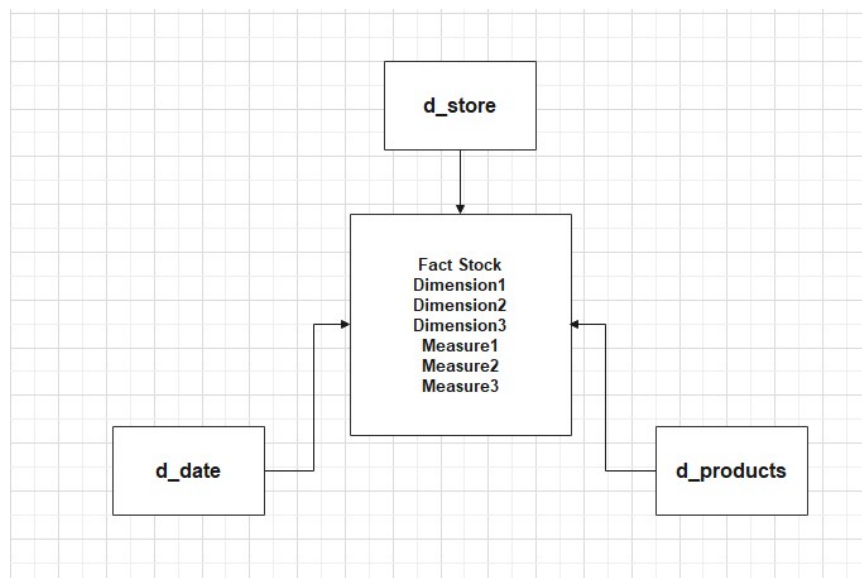 d_store
Fact Stock
Dimension1
Dimension2
Dimension3
Measure1
Measure2
Measure3
d_date
d_products